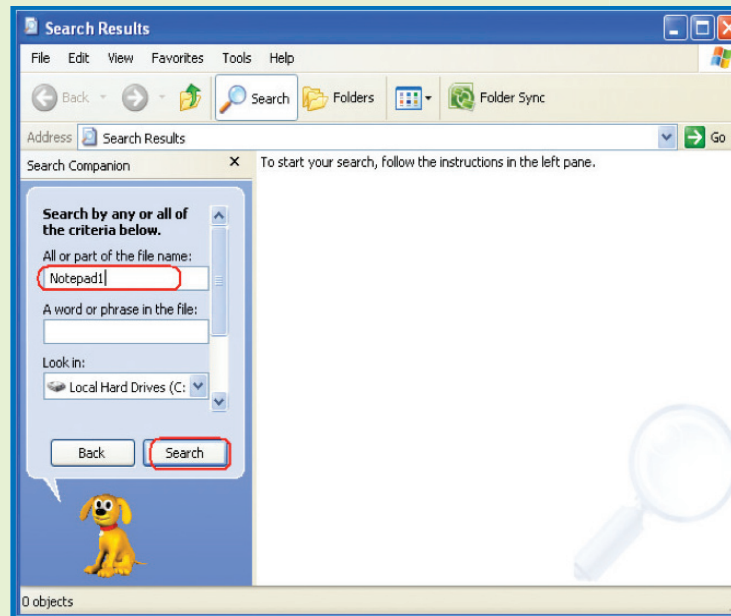 Search Results
File Edit View Favorites Tools Help
Back Search Folders Folder Sync
Address Search Results Go
Search Companion
To start your search, follow the instructions in the left pane.
Search by any or all of
the criteria below.
All or part of the file name:
Notepad1
A word or phrase in the file:
Look in:
Local Hard Drives (C:
Back Search
0 objects